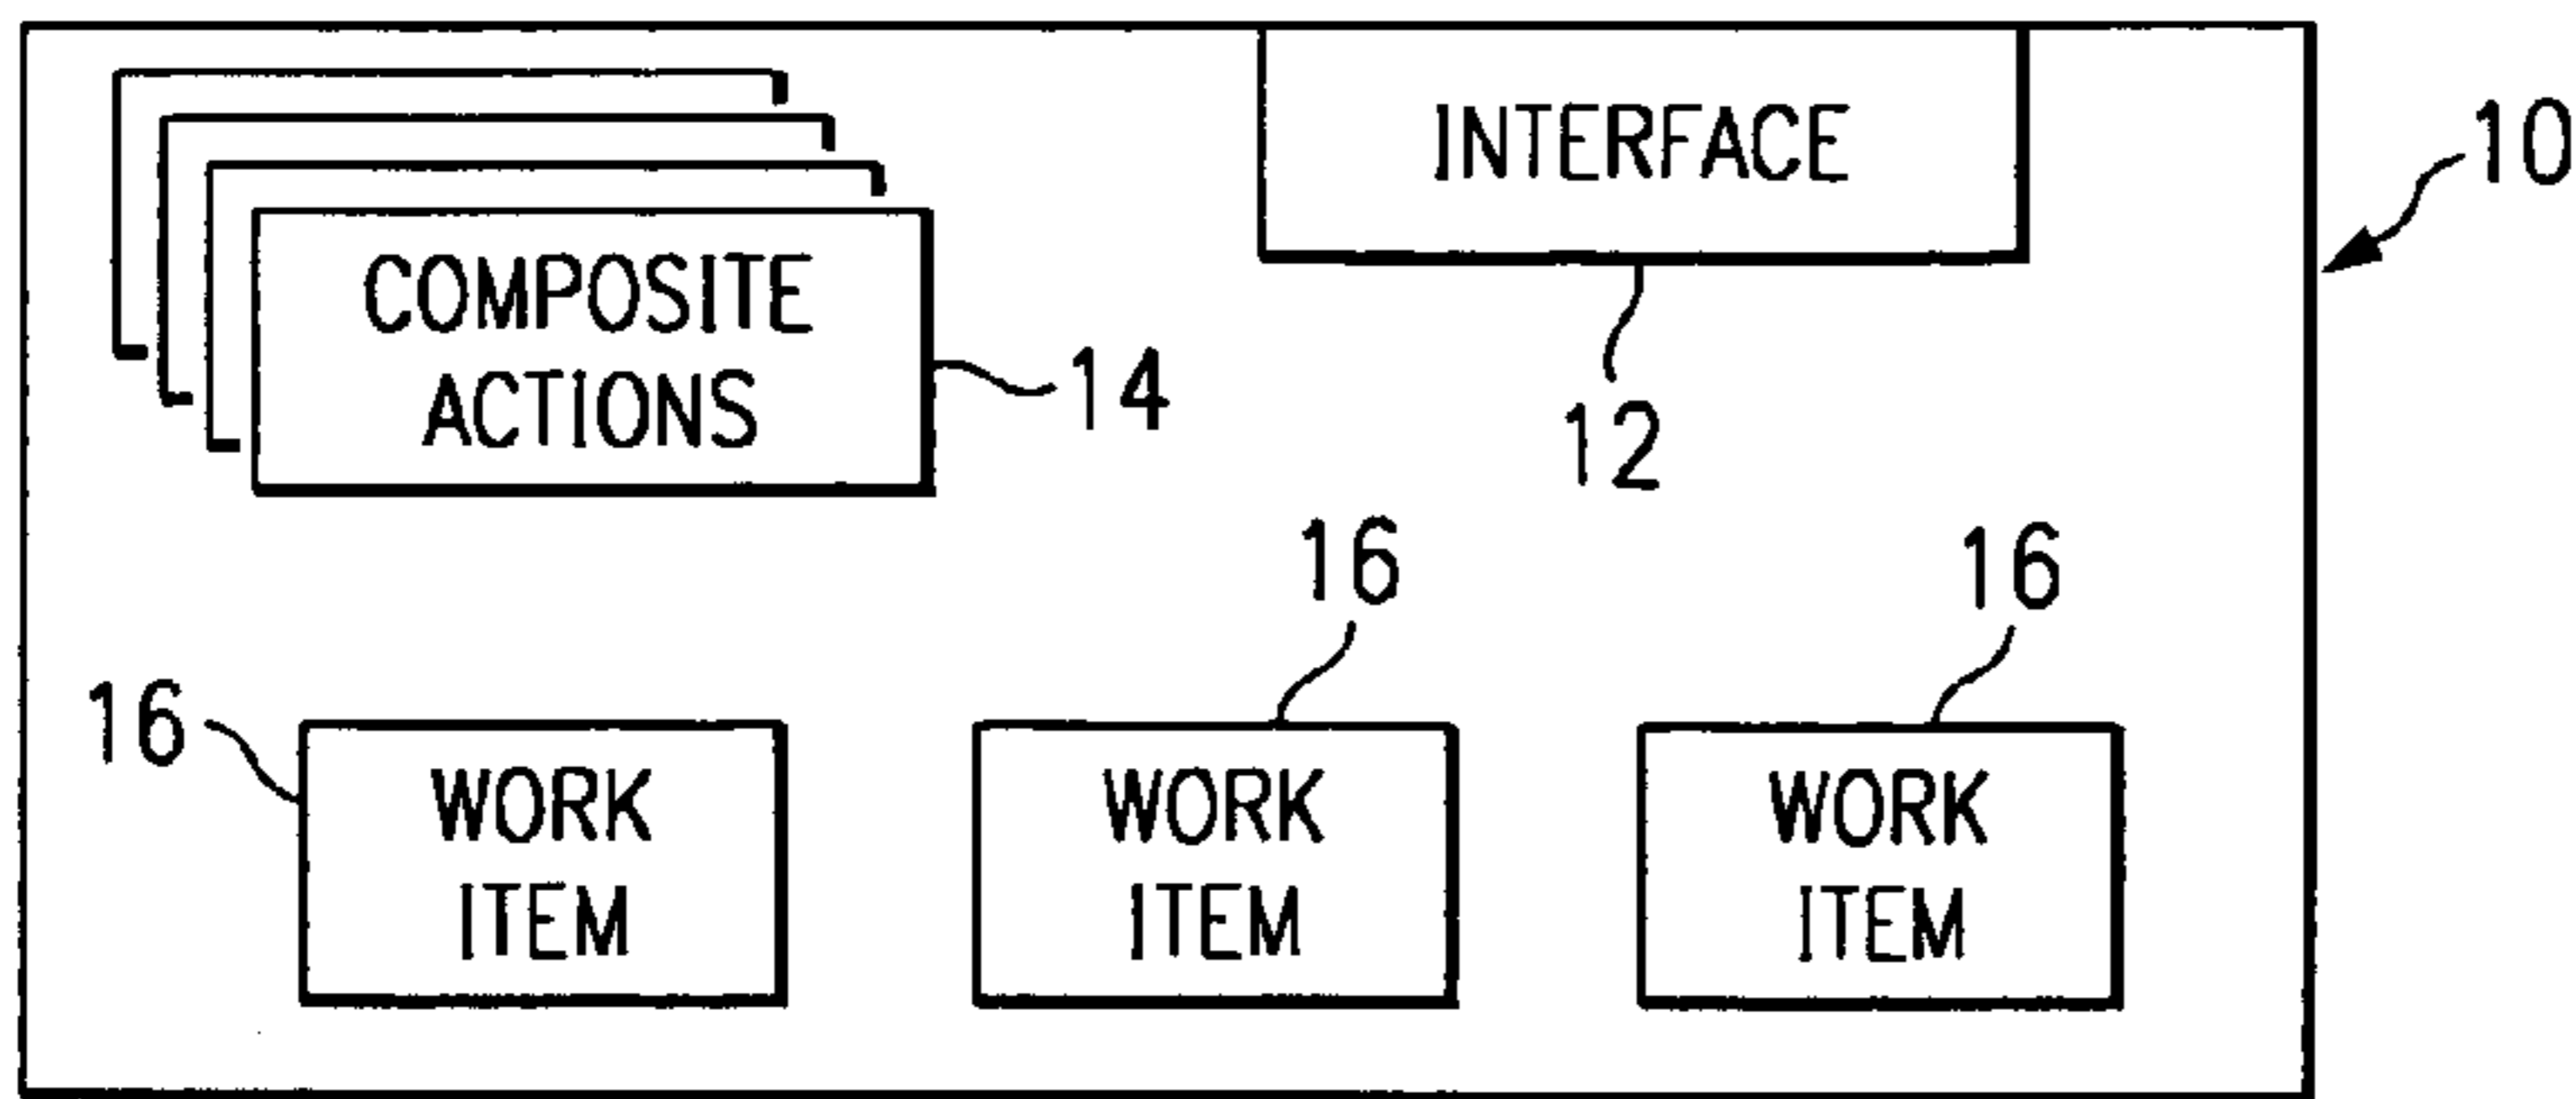 INTERFACE
10
COMPOSITE
ACTIONS
14
12
16
16
16
WORK
ITEM
WORK
ITEM
WORK
ITEM